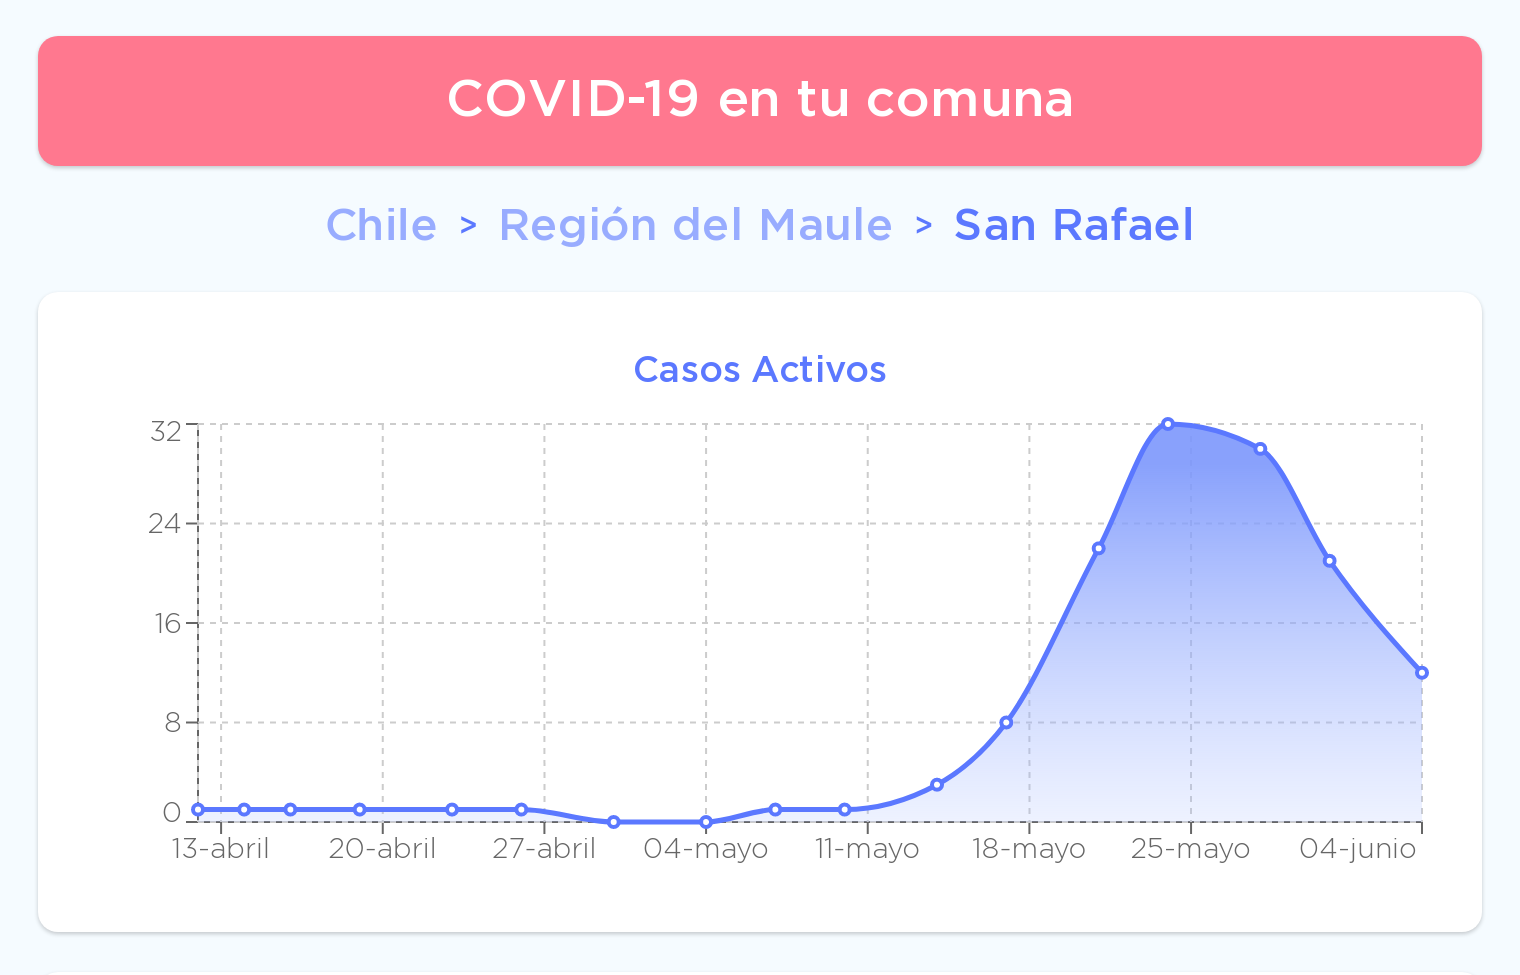 COVID-19 en tu comuna
Chile > Región del Maule > San Rafael
Casos Activos
32
24
16
8
0
13-abril 20-abril 27-abril 04-mayo 11-mayo 18-mayo 25-mayo 04-junio